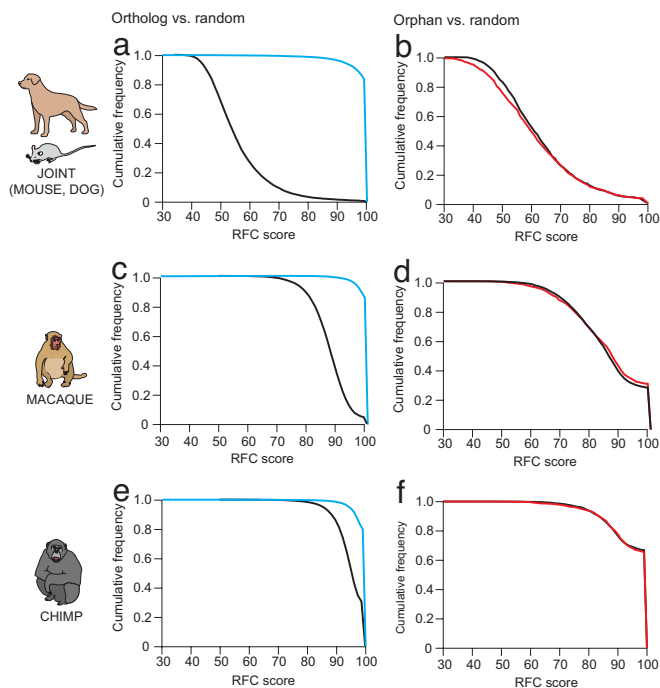 Ortholog vs. random
Orphan vs. random
a
b
Cumulative frequency
1.0
0.8
0.6
0.4
0.2
0
30 40 50 60 70 80 90 100
RFC score
Cumulative frequency
1.0
0.8
0.6
0.4
0.2
0
30 40 50 60 70 80 90 100
RFC score
JOINT
(MOUSE, DOG)
c
d
Cumulative frequency
1.0
0.8
0.6
0.4
0.2
0
30 40 50 60 70 80 90 100
RFC score
Cumulative frequency
1.0
0.8
0.6
0.4
0.2
0
30 40 50 60 70 80 90 100
RFC score
MACAQUE
e
f
Cumulative frequency
1.0
0.8
0.6
0.4
0.2
0
30 40 50 60 70 80 90 100
RFC score
Cumulative frequency
1.0
0.8
0.6
0.4
0.2
0
30 40 50 60 70 80 90 100
RFC score
CHIMP